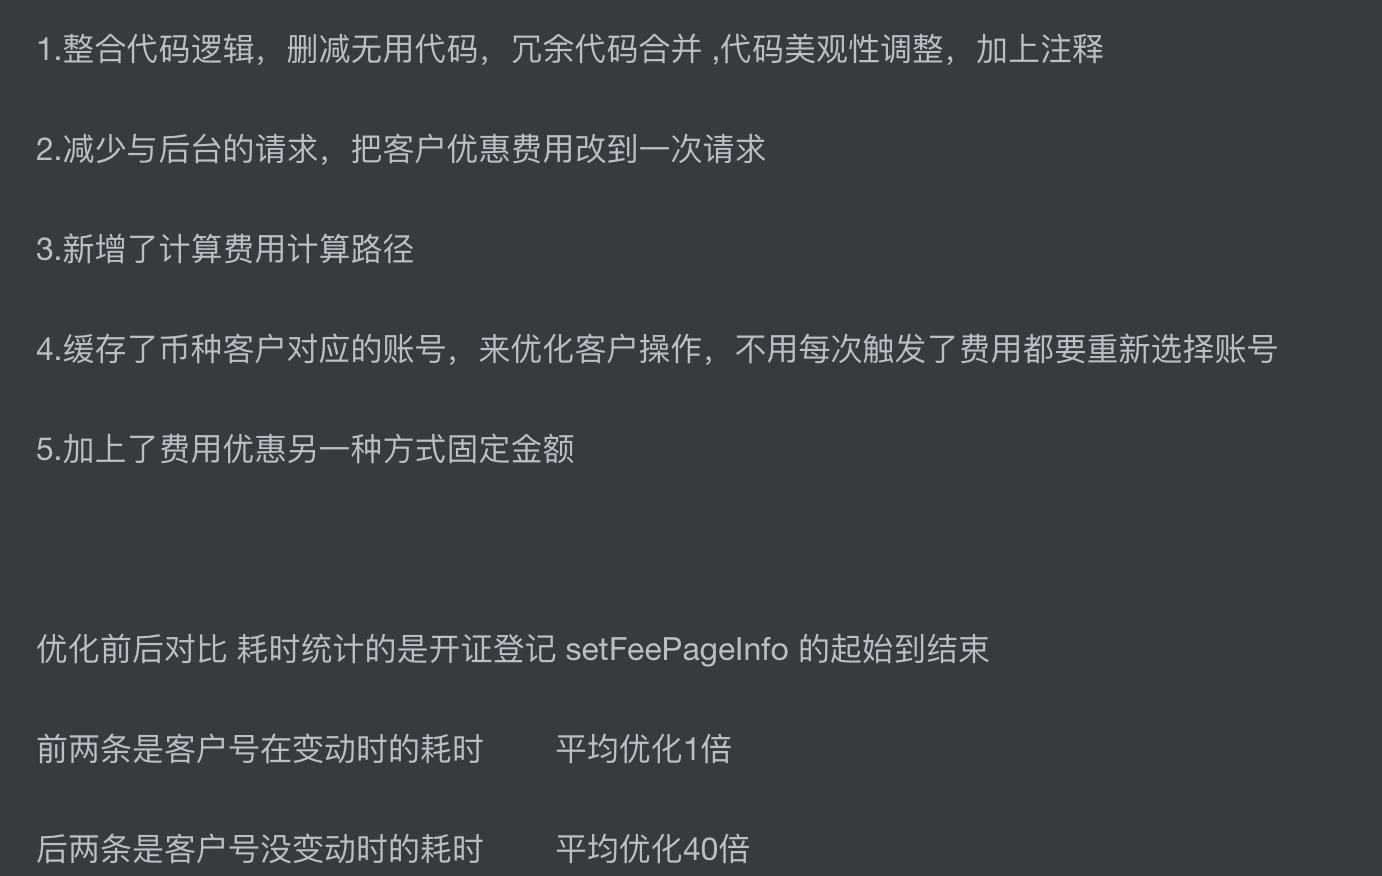 1.整合代码逻辑，删减无用代码，冗余代码合并 ,代码美观性调整，加上注释
2.减少与后台的请求，把客户优惠费用改到一次请求
3.新增了计算费用计算路径
4.缓存了币种客户对应的账号，来优化客户操作，不用每次触发了费用都要重新选择账号
5.加上了费用优惠另一种方式固定金额
优化前后对比 耗时统计的是开证登记 setFeePageInfo 的起始到结束
前两条是客户号在变动时的耗时 平均优化1倍
后两条是客户号没变动时的耗时 平均优化40倍